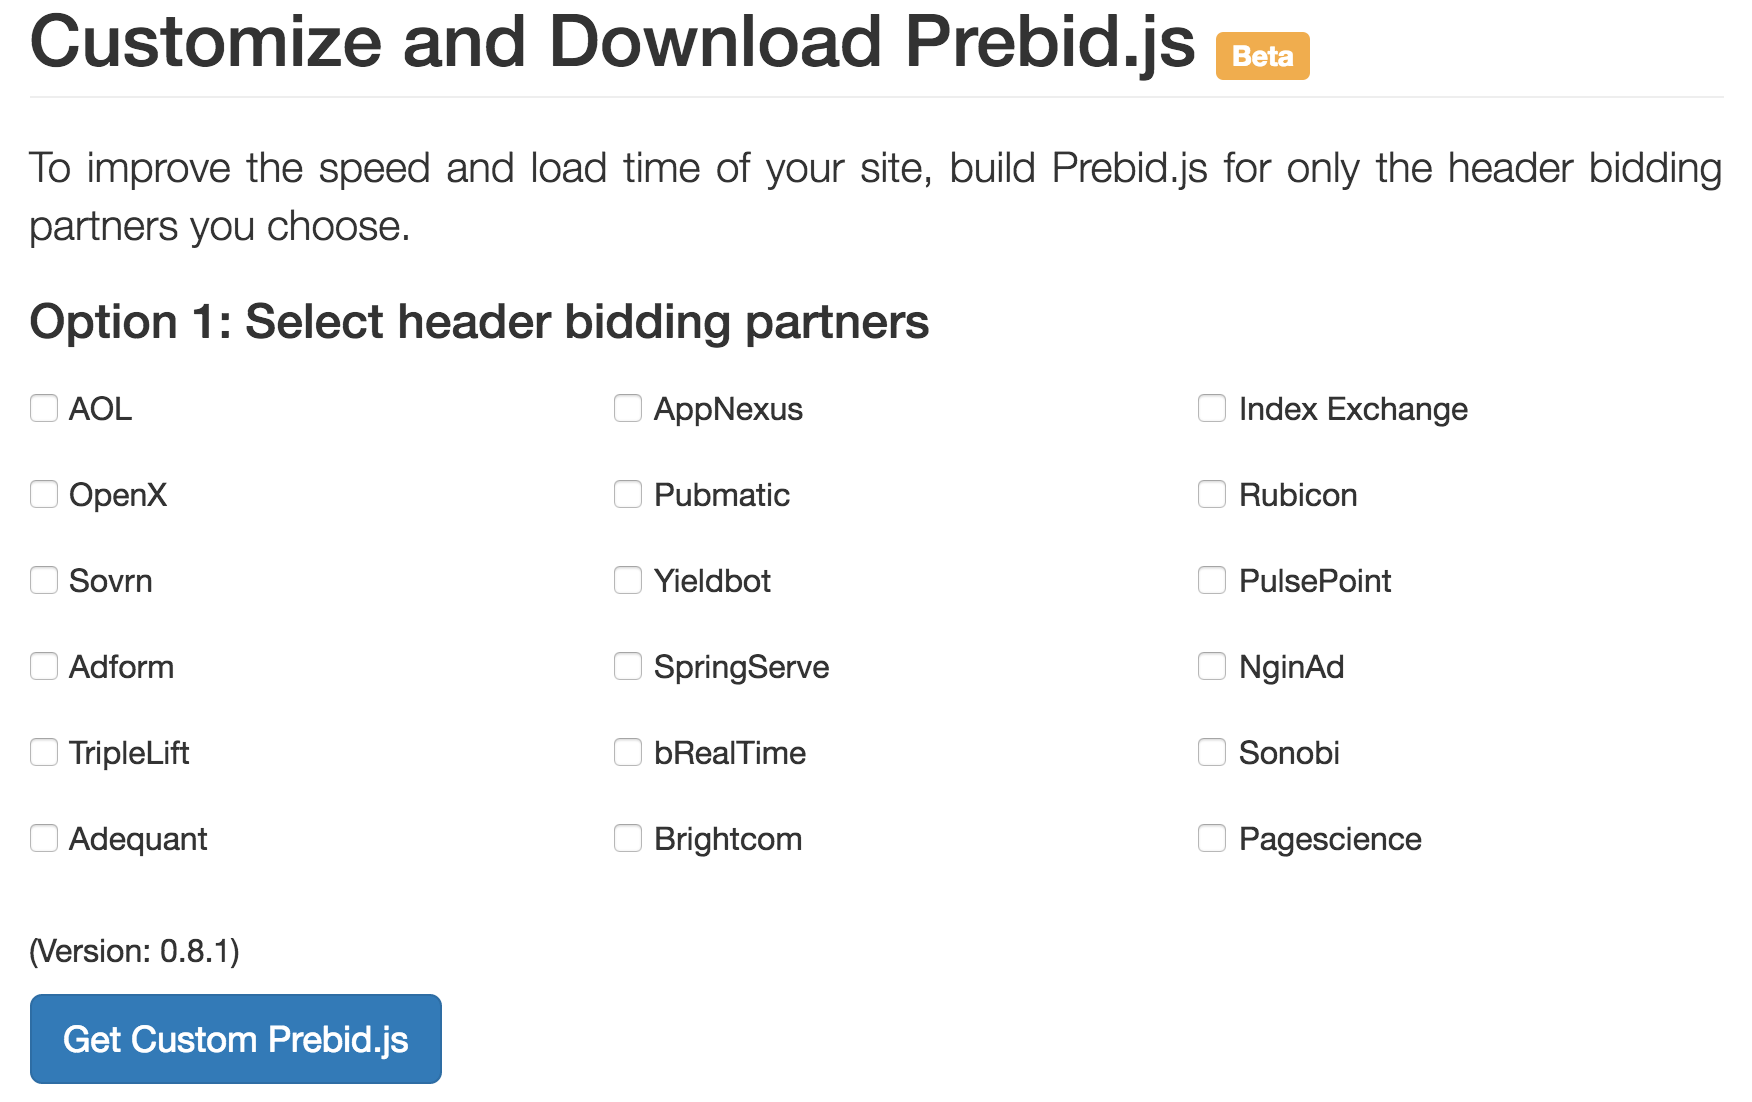 Customize and Download Prebid.js Beta
To improve the speed and load time of your site, build Prebid.js for only the header bidding
partners you choose.
Option 1: Select header bidding partners
AOL AppNexus Index Exchange
OpenX Pubmatic Rubicon
Sovrn Yieldbot PulsePoint
Adform SpringServe NginAd
TripleLift bRealTime Sonobi
Adequant Brightcom Pagescience
(Version: 0.8.1)
Get Custom Prebid.js